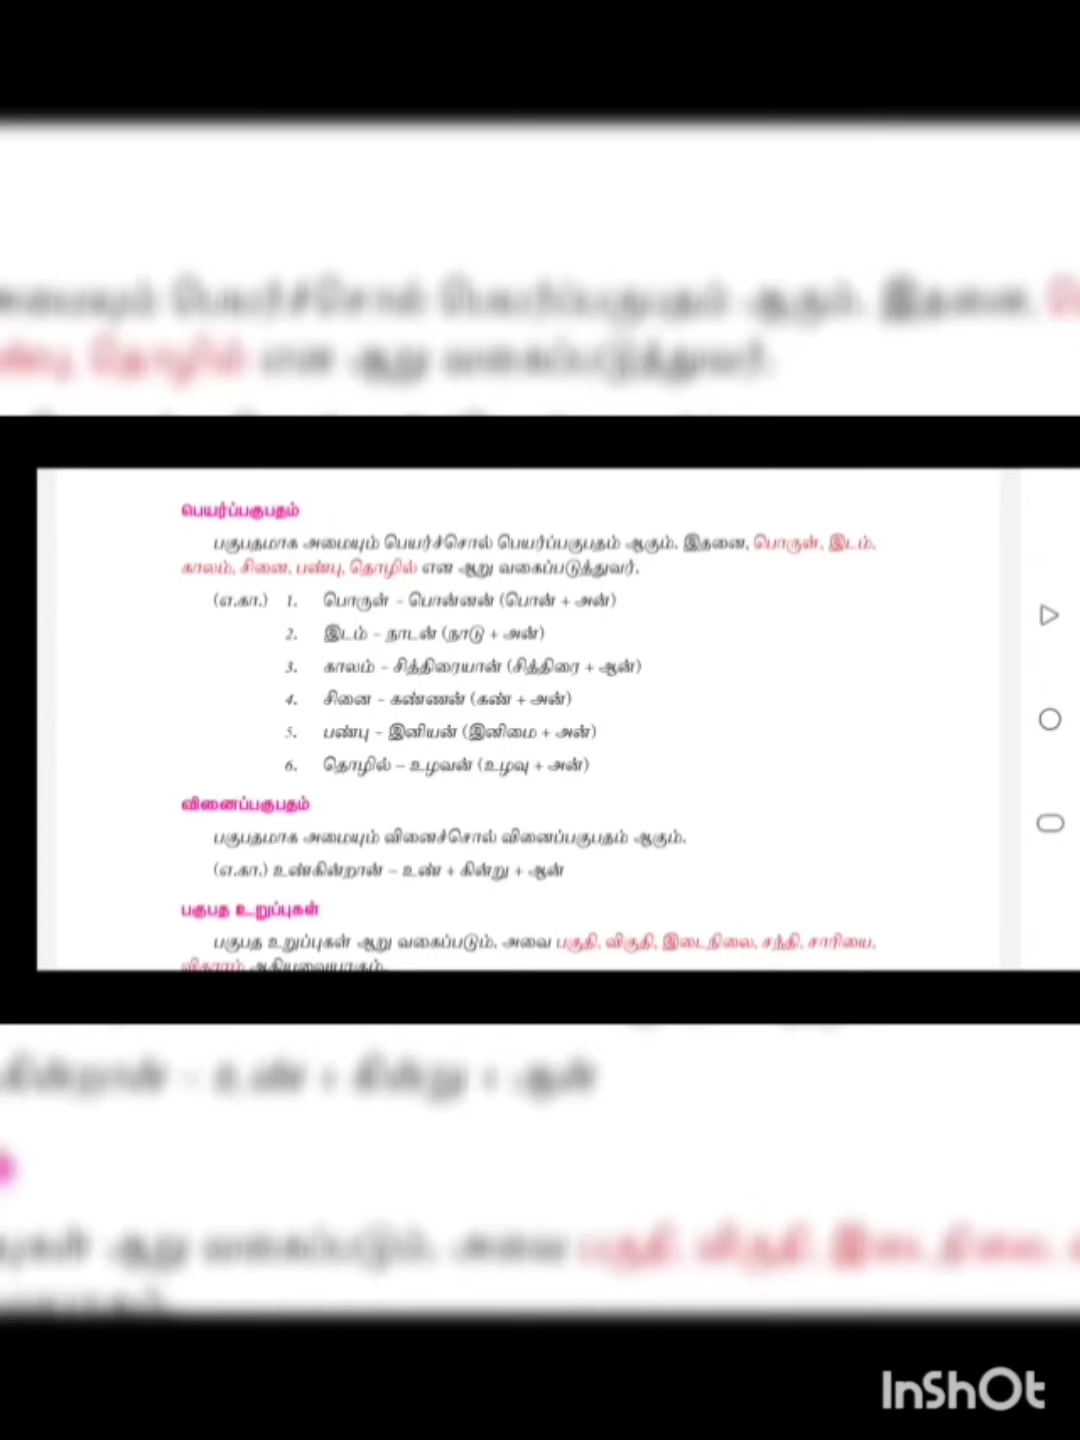 பெயர்ப்பகுபதம்
பகுபதமாக அமையும் பெயர்ச்சொல் பெயர்ப்பகுபதம் ஆகும். இதனை, பொருள், இடம்,
காலம், சினை, பண்பு, தொழில் என ஆறு வகைப்படுத்துவர்.
(எ.கா.) 1. பொருள் – பொன்னன் (பொன் + அன்)
2. இடம் – நாடன் (நாடு + அன்)
3. காலம் – சித்திரையான் (சித்திரை + ஆன்)
4. சினை – கண்ணன் (கண் + அன்)
5. பண்பு – இனியன் (இனிமை + அன்)
6. தொழில் – உழவன் (உழவு + அன்)
வினைப்பகுபதம்
பகுபதமாக அமையும் வினைச்சொல் வினைப்பகுபதம் ஆகும்.
(எ.கா.) உண்கின்றான் – உண் + கின்று + ஆன்
பகுபத உறுப்புகள்
பகுபத உறுப்புகள் ஆறு வகைப்படும். அவை பகுதி, விகுதி, இடைநிலை, சந்தி, சாரியை,
விகாரம் ஆகியவையாகும்.
InShOt